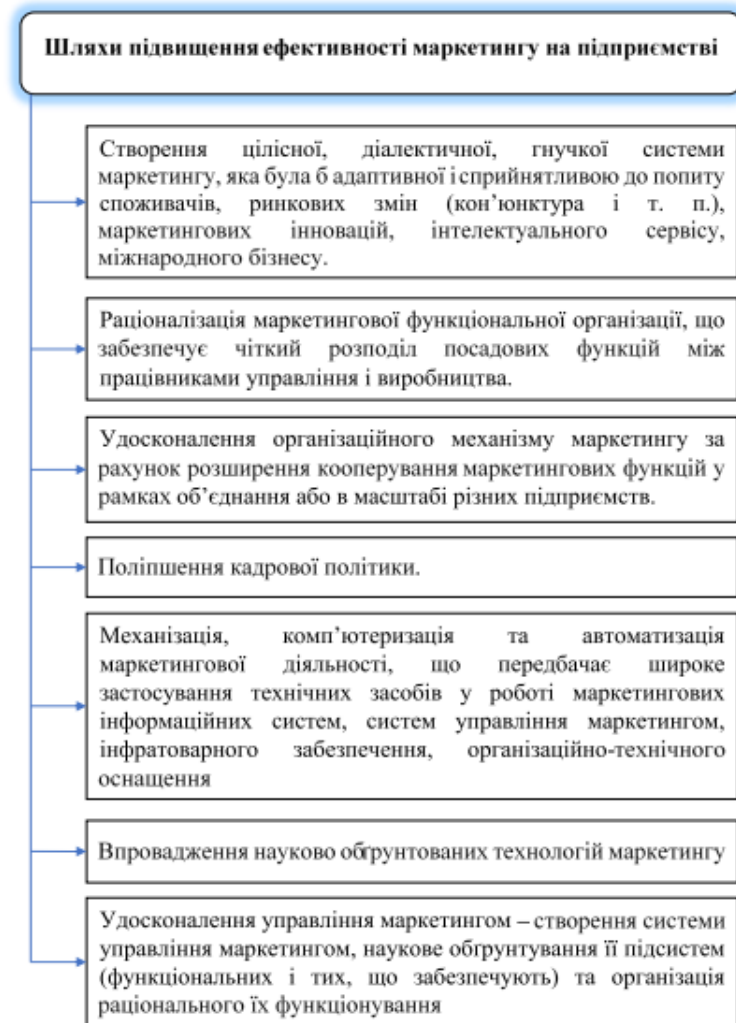 Шляхи підвищення ефективності маркетингу на підприємстві
Створення цілісної, діалектичної, гнучкої системи
маркетингу, яка була б адаптивної і сприйнятливою до попиту
споживачів, ринкових змін (кон’юнктура і т. п.),
маркетингових інновацій, інтелектуального сервісу,
міжнародного бізнесу.
Раціоналізація маркетингової функціональної організації, що
забезпечує чіткий розподіл посадових функцій між
працівниками управління і виробництва.
Удосконалення організаційного механізму маркетингу за
рахунок розширення кооперування маркетингових функцій у
рамках об’єднання або в масштабі різних підприємств.
Поліпшення кадрової політики.
Механізація, комп’ютеризація та автоматизація
маркетингової діяльності, що передбачає широке
застосування технічних засобів у роботі маркетингових
інформаційних систем, систем управління маркетингом,
інфратоварного забезпечення, організаційно-технічного
оснащення
Впровадження науково обґрунтованих технологій маркетингу
Удосконалення управління маркетингом – створення системи
управління маркетингом, наукове обґрунтування її підсистем
(функціональних і тих, що забезпечують) та організація
раціонального їх функціонування